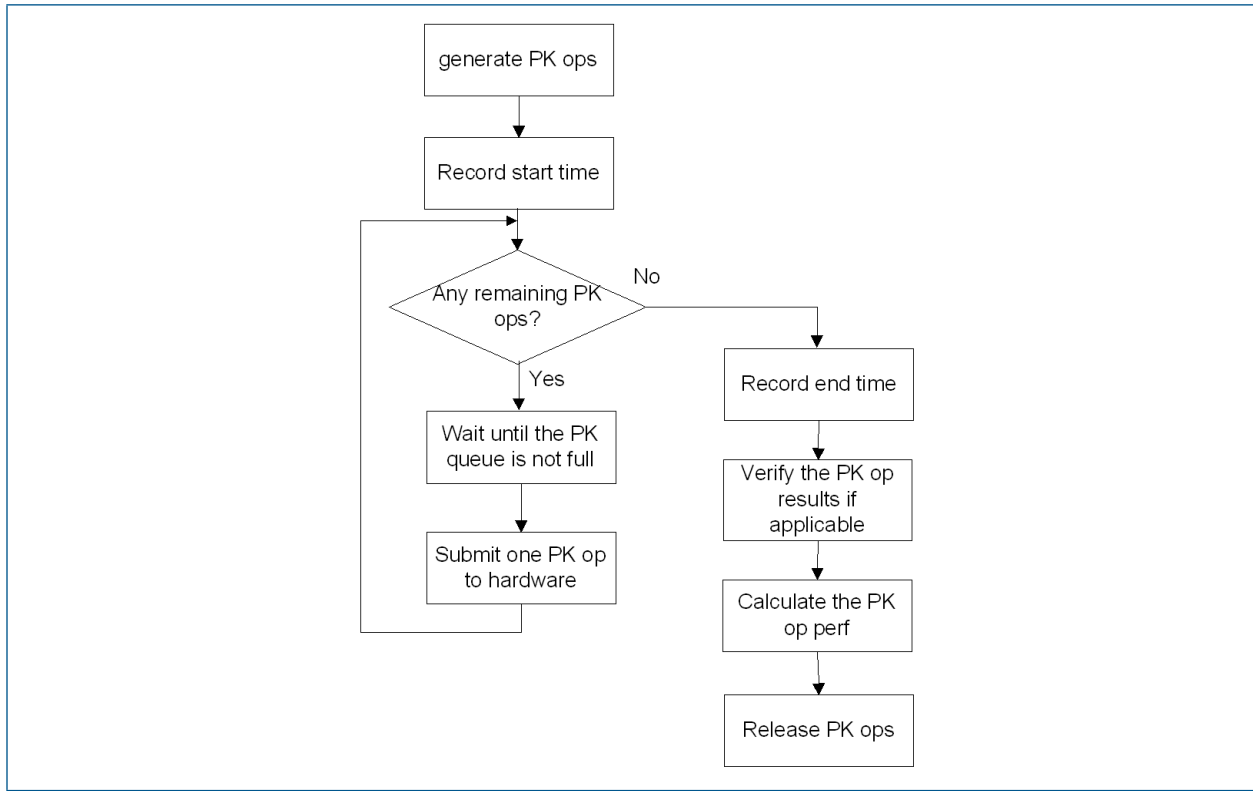 generate PK ops
Record start time
Any remaining PK
ops?
No
Yes
Wait until the PK
queue is not full
Submit one PK op
to hardware
Record end time
Verify the PK op
results if
applicable
Calculate the PK
op perf
Release PK ops